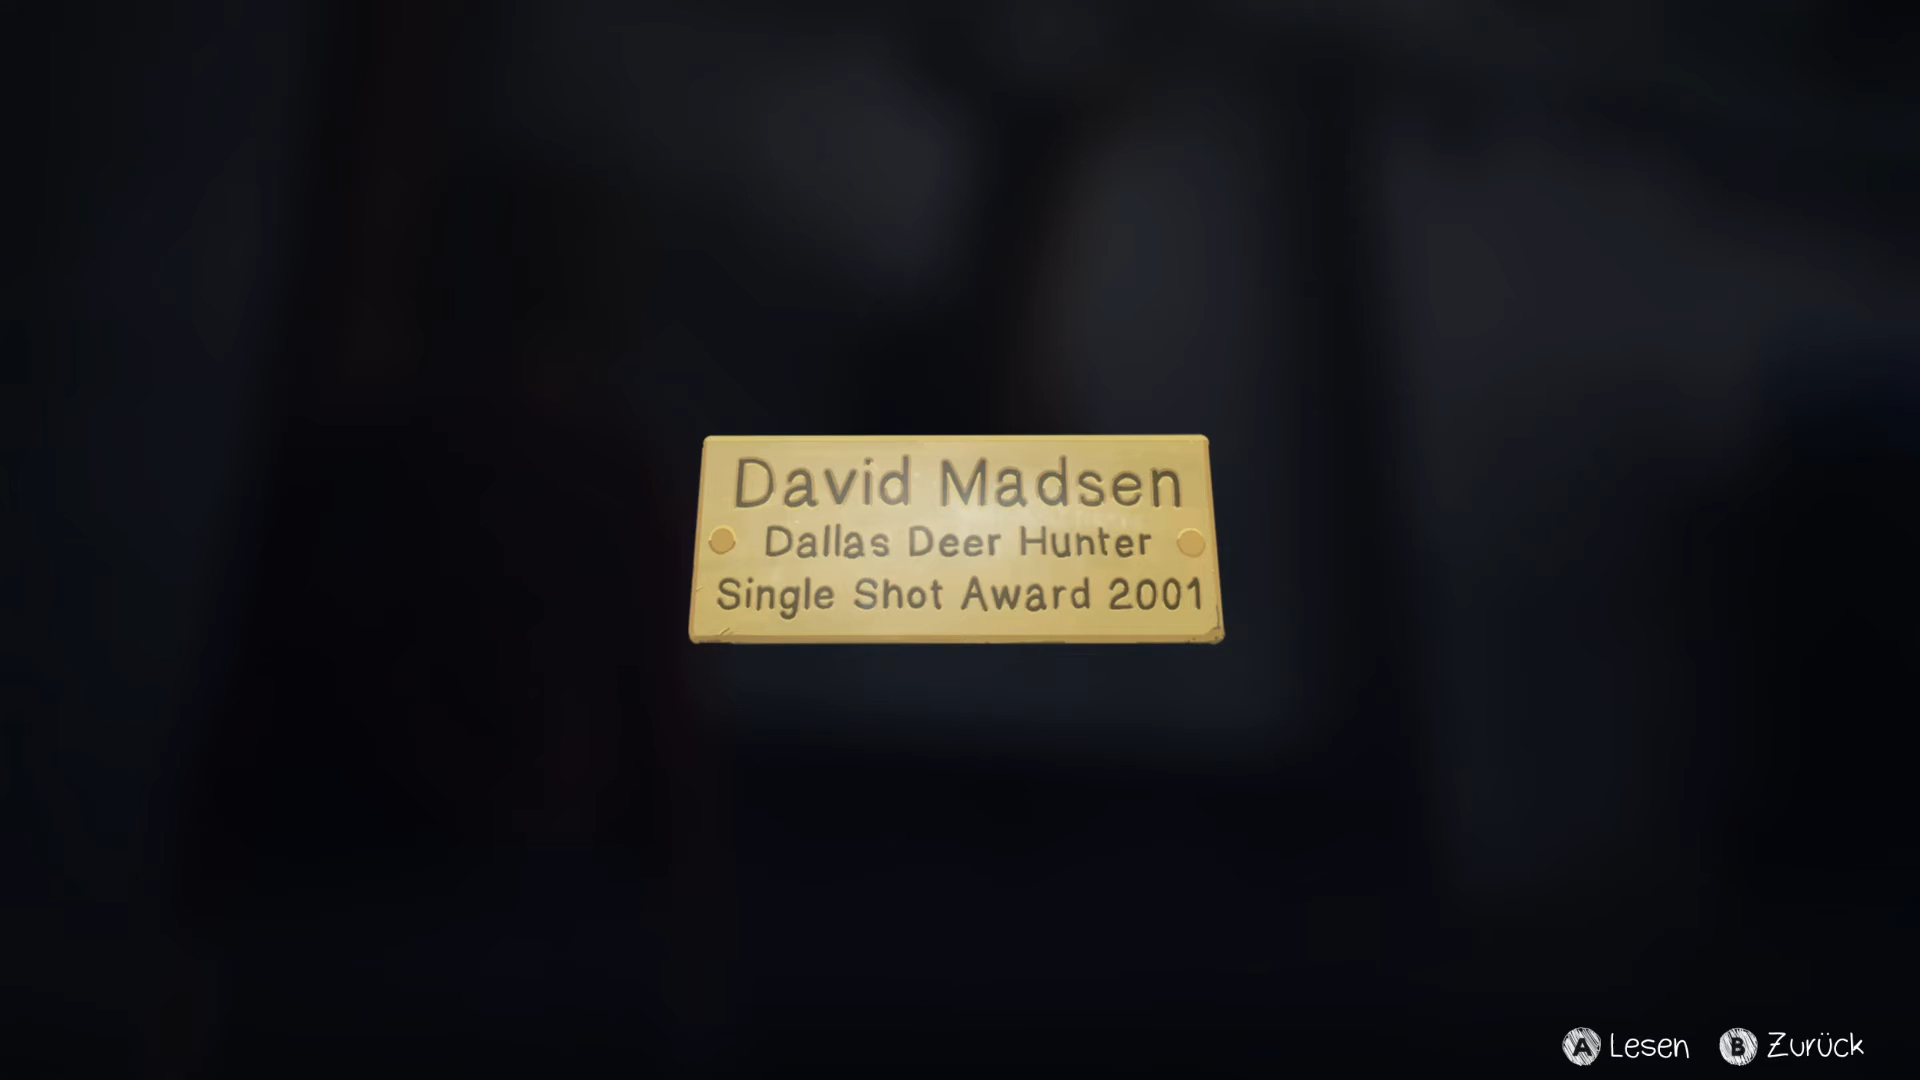 David Madsen
Dallas Deer Hunter
Single Shot Award 2001
A Lesen B Zurück